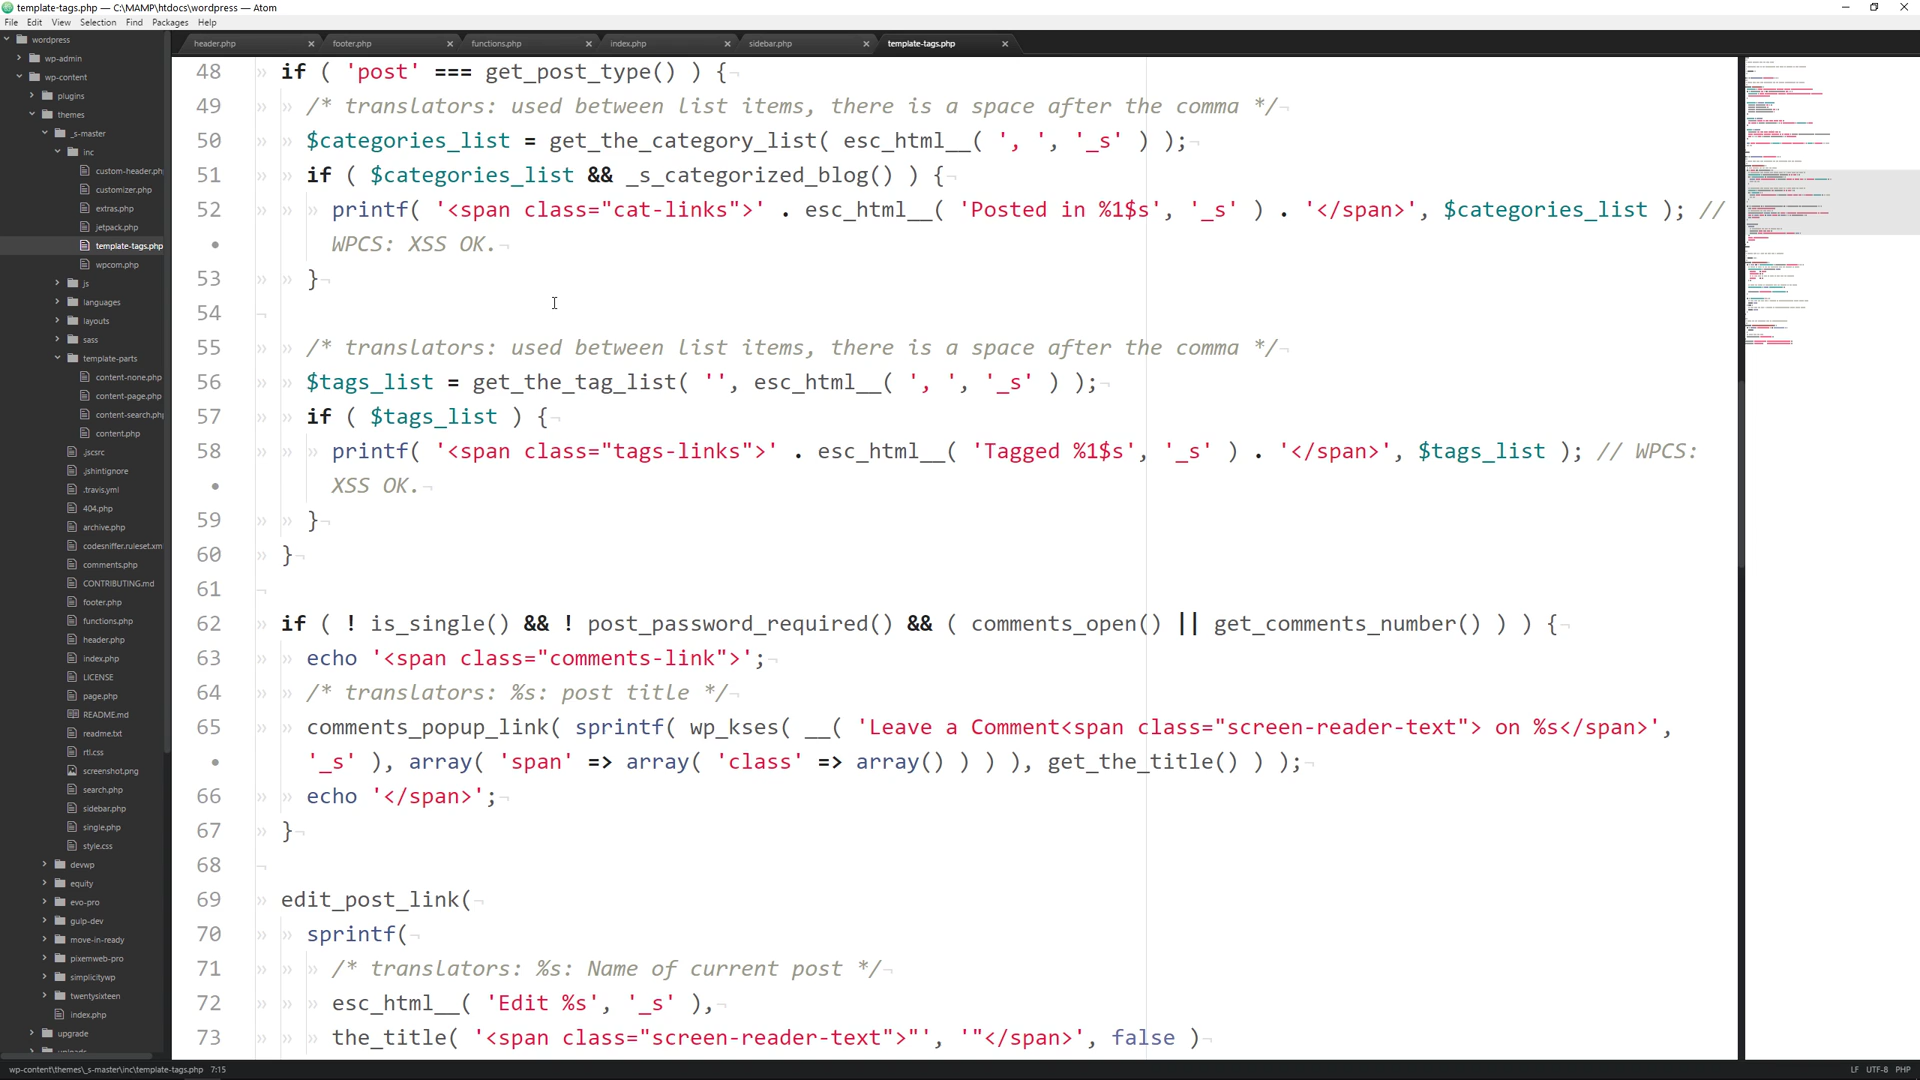 template-tags.php — C:\MAMP\htdocs\wordpress — Atom
File Edit View Selection Find Packages Help
wordpress
wp-admin
wp-content
plugins
themes
_s-master
inc
custom-header.php
customizer.php
extras.php
jetpack.php
template-tags.php
wpcom.php
js
languages
layouts
sass
template-parts
content-none.php
content-page.php
content-search.php
content.php
.jscsrc
.jshintignore
.travis.yml
404.php
archive.php
codesniffer.ruleset.xm
comments.php
CONTRIBUTING.md
footer.php
functions.php
header.php
index.php
LICENSE
page.php
README.md
readme.txt
rtl.css
screenshot.png
search.php
sidebar.php
single.php
style.css
devwp
equity
evo-pro
gulp-dev
move-in-ready
pixemweb-pro
simplicitywp
twentysixteen
index.php
upgrade
header.php footer.php functions.php index.php sidebar.php template-tags.php
48 if ( 'post' === get_post_type() ) {
49 /* translators: used between list items, there is a space after the comma */
50 $categories_list = get_the_category_list( esc_html__( ', ', '_s' ) );
51 if ( $categories_list && _s_categorized_blog() ) {
52 printf( '<span class="cat-links">' . esc_html__( 'Posted in %1$s', '_s' ) . '</span>', $categories_list ); //
WPCS: XSS OK.
53 }
54
55 /* translators: used between list items, there is a space after the comma */
56 $tags_list = get_the_tag_list( '', esc_html__( ', ', '_s' ) );
57 if ( $tags_list ) {
58 printf( '<span class="tags-links">' . esc_html__( 'Tagged %1$s', '_s' ) . '</span>', $tags_list ); // WPCS:
XSS OK.
59 }
60 }
61
62 if ( ! is_single() && ! post_password_required() && ( comments_open() || get_comments_number() ) ) {
63 echo '<span class="comments-link">';
64 /* translators: %s: post title */
65 comments_popup_link( sprintf( wp_kses( __( 'Leave a Comment<span class="screen-reader-text"> on %s</span>',
'_s' ), array( 'span' => array( 'class' => array() ) ) ), get_the_title() ) );
66 echo '</span>';
67 }
68
69 edit_post_link(
70 sprintf(
71 /* translators: %s: Name of current post */
72 esc_html__( 'Edit %s', '_s' ),
73 the_title( '<span class="screen-reader-text">"', '"</span>', false )
wp-content\themes\_s-master\inc\template-tags.php 7:15
LF UTF-8 PHP